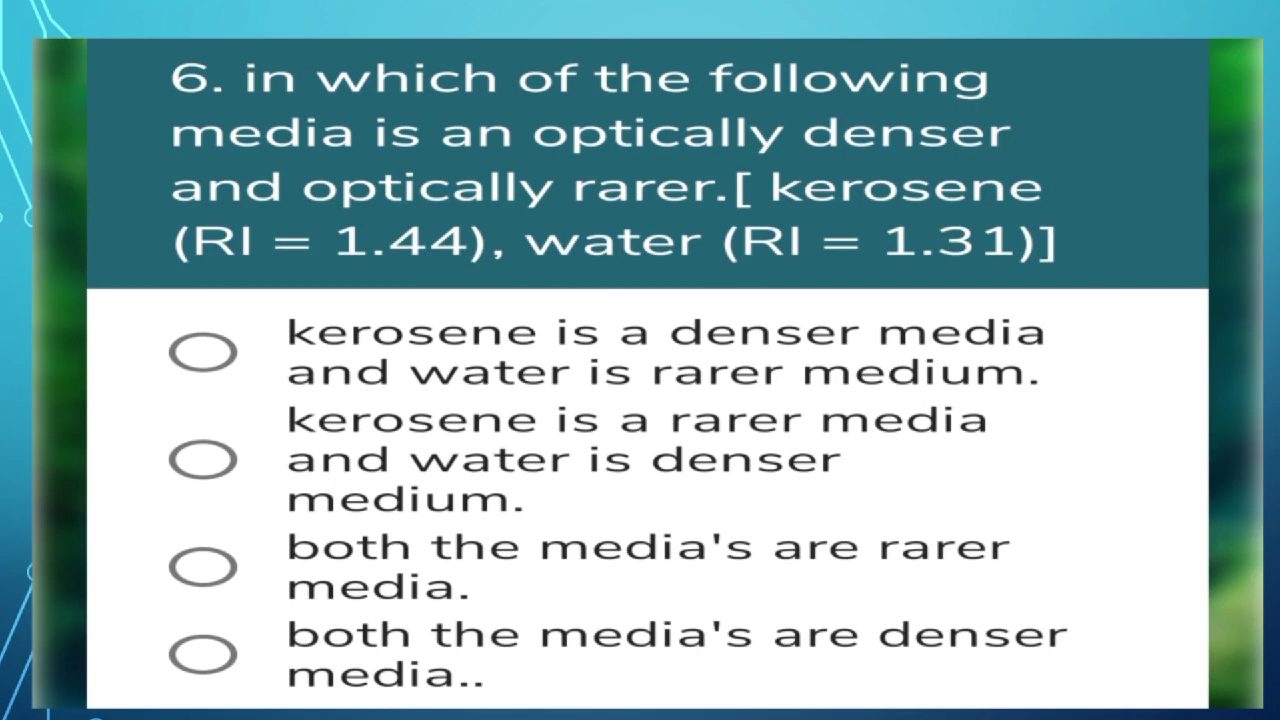 6. in which of the following
media is an optically denser
and optically rarer.[ kerosene
(RI = 1.44), water (RI = 1.31)]
kerosene is a denser media
and water is rarer medium.
kerosene is a rarer media
and water is denser
medium.
both the media's are rarer
media.
both the media's are denser
media..